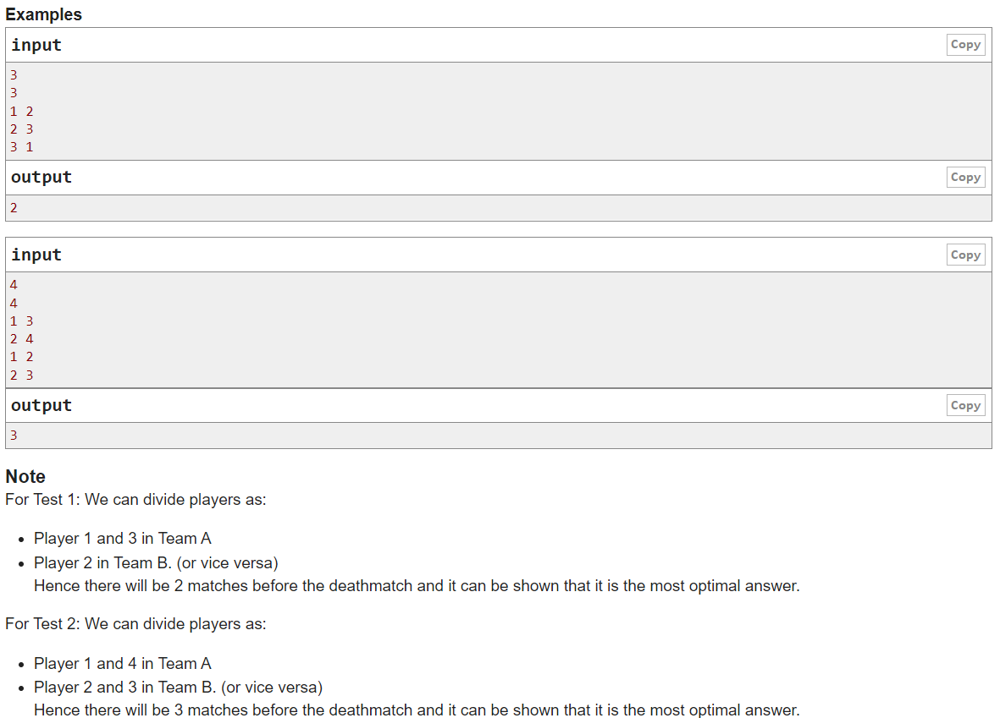 Examples
input
Copy
3
3
1 2
2 3
3 1
output
Copy
2
input
Copy
4
4
1 3
2 4
1 2
2 3
output
Copy
3
Note
For Test 1: We can divide players as:
• Player 1 and 3 in Team A
• Player 2 in Team B. (or vice versa)
Hence there will be 2 matches before the deathmatch and it can be shown that it is the most optimal answer.
For Test 2: We can divide players as:
• Player 1 and 4 in Team A
• Player 2 and 3 in Team B. (or vice versa)
Hence there will be 3 matches before the deathmatch and it can be shown that it is the most optimal answer.